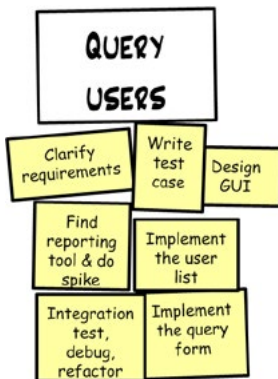 QUERY
USERS
Clarify
requirements
Write
test
case
Design
GUI
Find
reporting
tool & do
spike
Implement
the user
list
Integration
test,
debug,
refactor
Implement
the query
form